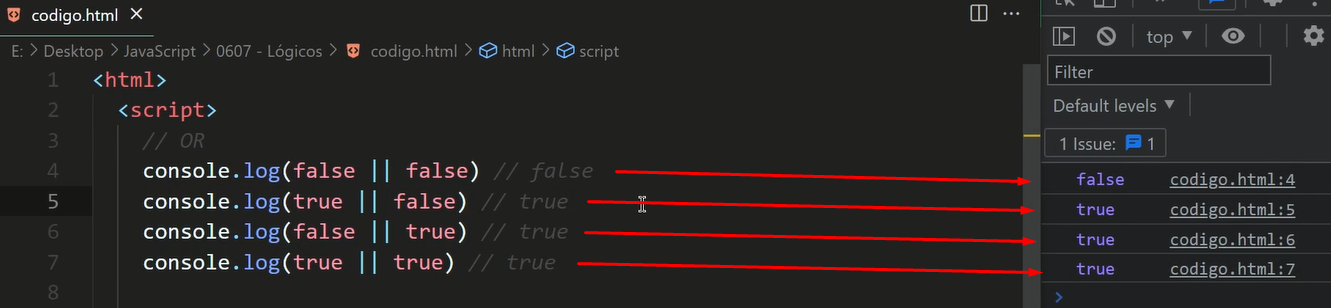 codigo.html
E: > Desktop > JavaScript > 0607 - Lógicos > codigo.html > html > script
1 <html>
2 <script>
3 // OR
4 console.log(false || false) // false
5 console.log(true || false) // true
6 console.log(false || true) // true
7 console.log(true || true) // true
8
top
Filter
Default levels
1 Issue: 1
false codigo.html:4
true codigo.html:5
true codigo.html:6
true codigo.html:7